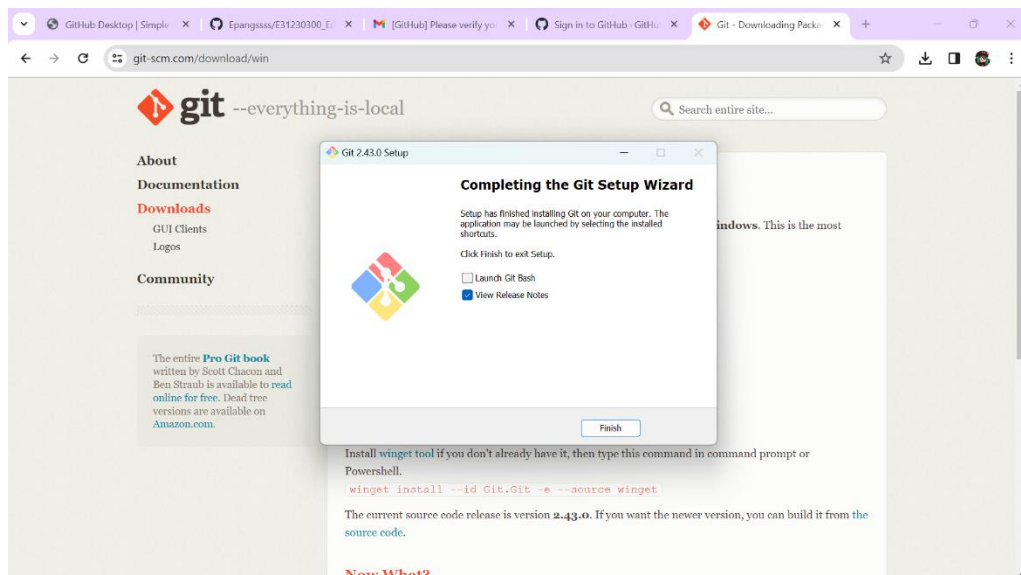 GitHub Desktop | Simple
Epangssss/E31230300_Ed
[GitHub] Please verify yo
Sign in to GitHub · GitHu
Git - Downloading Packa
git-scm.com/download/win
git --everything-is-local
Search entire site...
About
Documentation
Downloads
GUI Clients
Logos
Community
The entire Pro Git book
written by Scott Chacon and
Ben Straub is available to read
online for free. Dead tree
versions are available on
Amazon.com.
Git 2.43.0 Setup
Completing the Git Setup Wizard
Setup has finished installing Git on your computer. The
application may be launched by selecting the installed
shortcuts.
Click Finish to exit Setup.
Launch Git Bash
View Release Notes
Finish
indows. This is the most
Install winget tool if you don't already have it, then type this command in command prompt or
Powershell.
winget install --id Git.Git -e --source winget
The current source code release is version 2.43.0. If you want the newer version, you can build it from the
source code.
Now What?